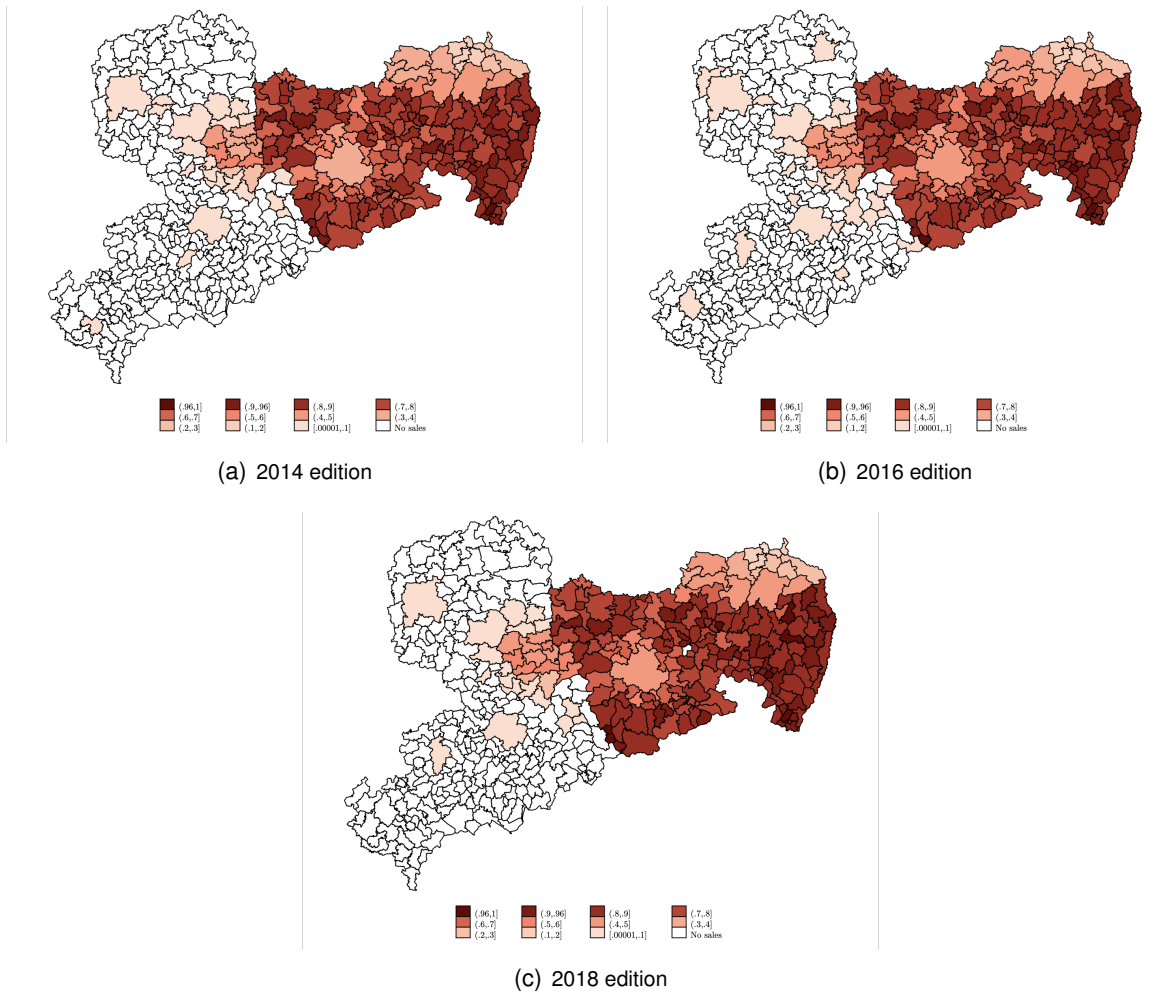 (.96,1] (.9,.96] (.8,.9] (.7,.8]
(.6,.7] (.5,.6] (.4,.5] (.3,.4]
(.2,.3] (.1,.2] [.00001,.1] No sales
(a) 2014 edition
(.96,1] (.9,.96] (.8,.9] (.7,.8]
(.6,.7] (.5,.6] (.4,.5] (.3,.4]
(.2,.3] (.1,.2] [.00001,.1] No sales
(b) 2016 edition
(.96,1] (.9,.96] (.8,.9] (.7,.8]
(.6,.7] (.5,.6] (.4,.5] (.3,.4]
(.2,.3] (.1,.2] [.00001,.1] No sales
(c) 2018 edition